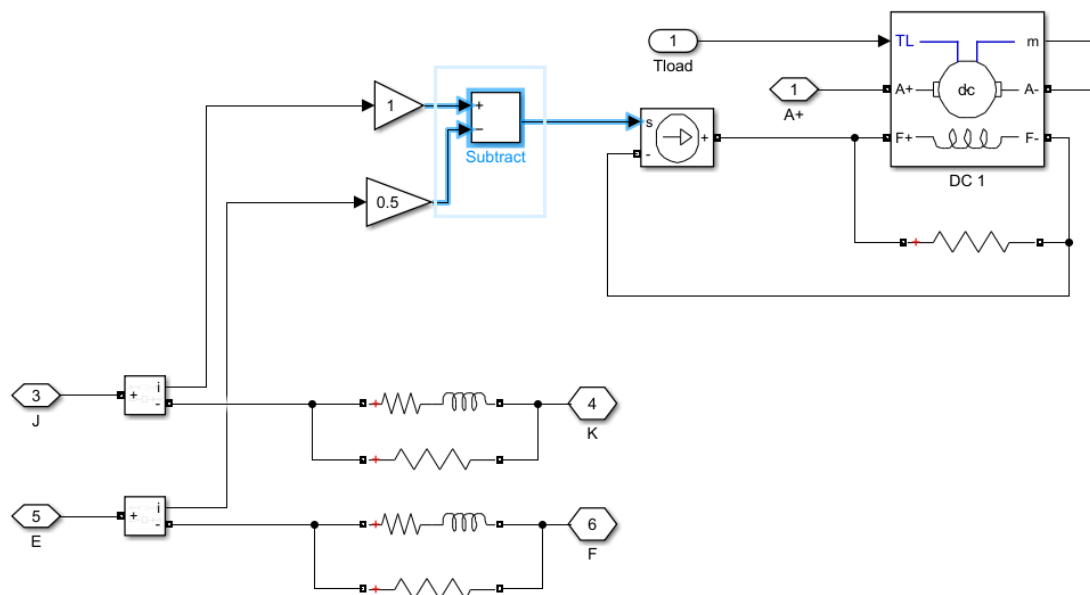 1
Tload
TL
m
1
A+
A+
dc
A-
F+
F-
DC 1
1
+
−
Subtract
s
-
+
0.5
+
3
J
+
i
-
+
+
4
K
5
E
+
i
-
+
+
6
F